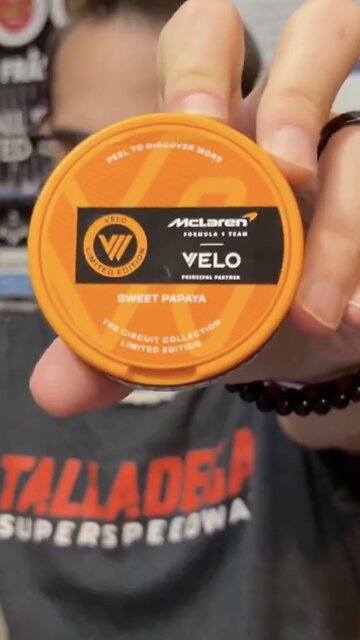 PEEL TO DISCOVER MORE
VELO
LIMITED EDITION
McLaren
FORMULA 1 TEAM
VELO
PRINCIPAL PARTNER
SWEET PAPAYA
THE CIRCUIT COLLECTION
LIMITED EDITION
TALLADEGA
SUPERSPEEDWA